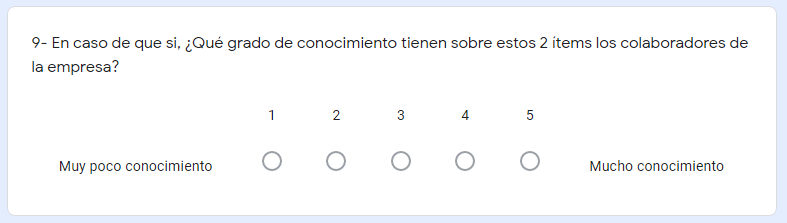 9- En caso de que si, ¿Qué grado de conocimiento tienen sobre estos 2 ítems los colaboradores de
la empresa?
1 2 3 4 5
Muy poco conocimiento Mucho conocimiento